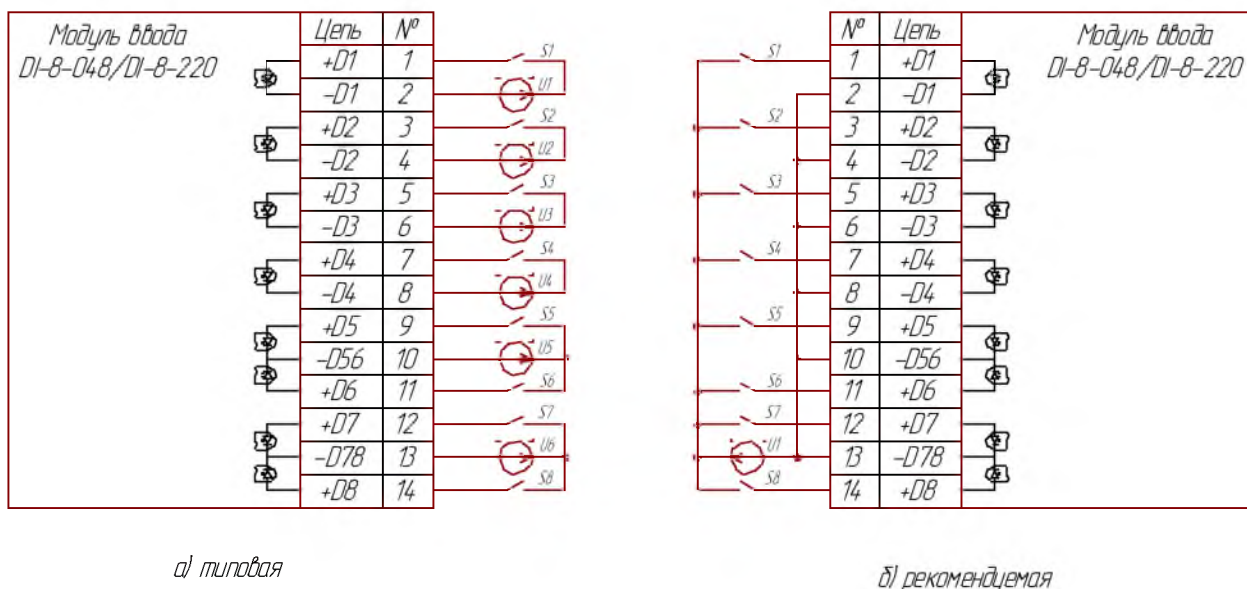 Модуль ввода
DI-8-048/DI-8-220
Цепь №
+D1 1
-D1 2
+D2 3
-D2 4
+D3 5
-D3 6
+D4 7
-D4 8
+D5 9
-D56 10
+D6 11
+D7 12
-D78 13
+D8 14
S1
U1
S2
U2
S3
U3
S4
U4
S5
U5
S6
S7
U6
S8
а) типовая
S1
S2
S3
S4
S5
S6
S7
U1
S8
№ Цепь
1 +D1
2 -D1
3 +D2
4 -D2
5 +D3
6 -D3
7 +D4
8 -D4
9 +D5
10 -D56
11 +D6
12 +D7
13 -D78
14 +D8
Модуль ввода
DI-8-048/DI-8-220
б) рекомендуемая